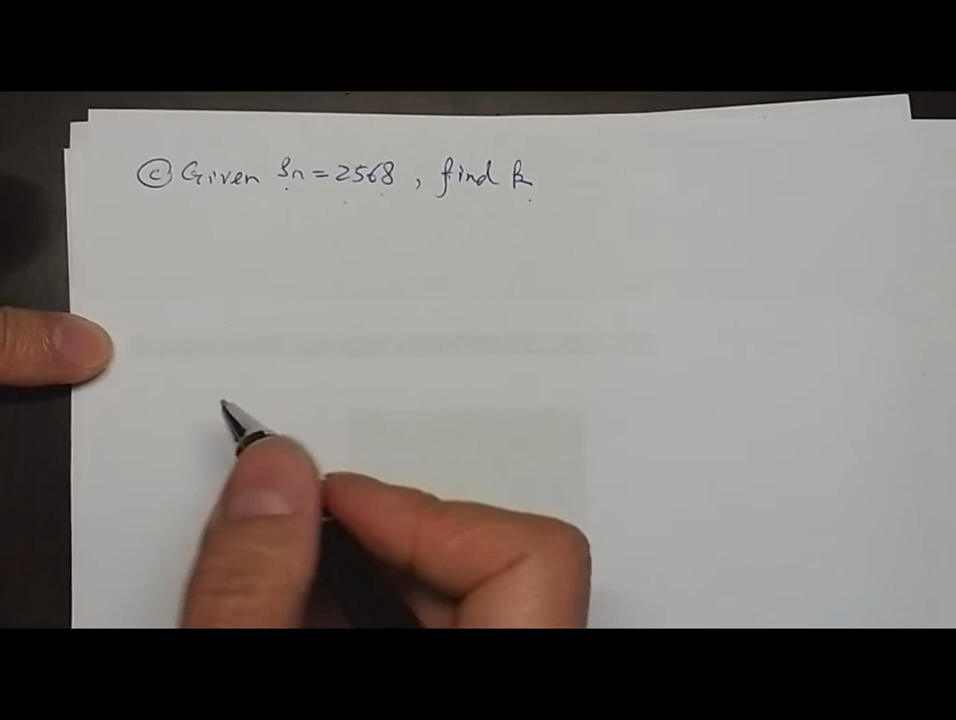 (c) Given Sn = 2568 , find k